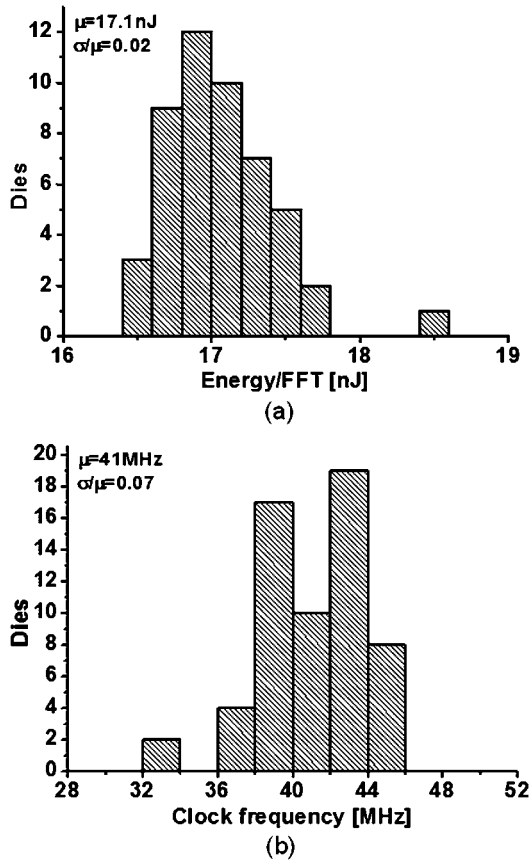 μ=17.1nJ
σ/μ=0.02
12
10
8
6
4
2
0
Dies
16
17
18
19
Energy/FFT [nJ]
(a)
μ=41MHz
σ/μ=0.07
20
18
16
14
12
10
8
6
4
2
0
Dies
28
32
36
40
44
48
52
Clock frequency [MHz]
(b)